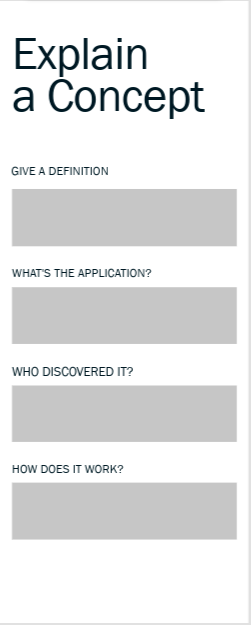 Explain
a Concept
GIVE A DEFINITION
WHAT'S THE APPLICATION?
WHO DISCOVERED IT?
HOW DOES IT WORK?